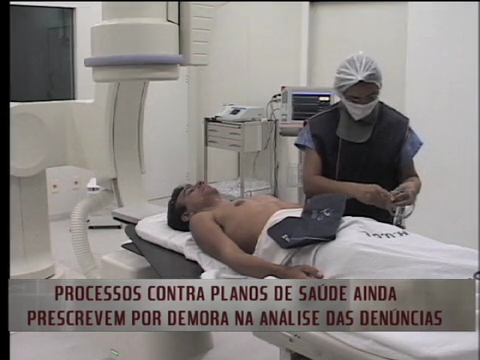 PROCESSOS CONTRA PLANOS DE SAÚDE AINDA
PRESCREVEM POR DEMORA NA ANÁLISE DAS DENÚNCIAS